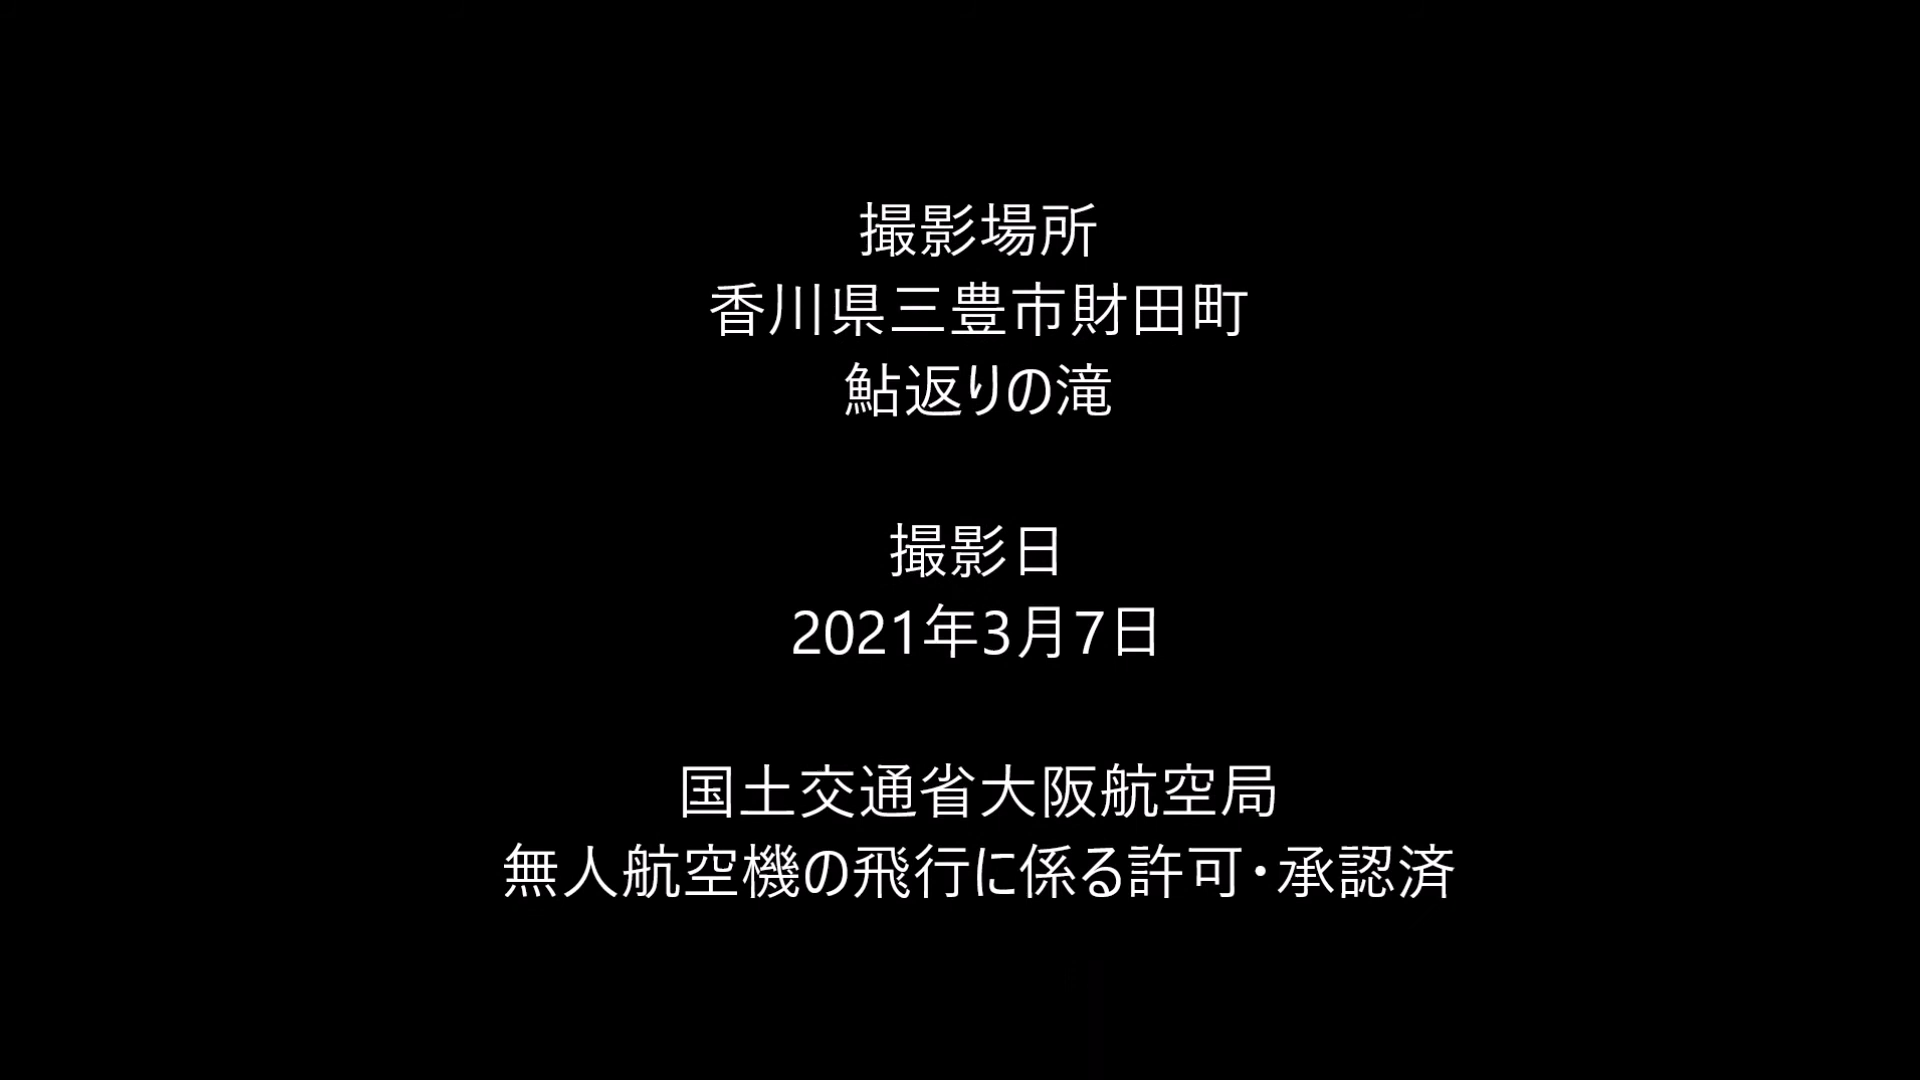 撮影場所
香川県三豊市財田町
鮎返りの滝
撮影日
2021年3月7日
国土交通省大阪航空局
無人航空機の飛行に係る許可・承認済